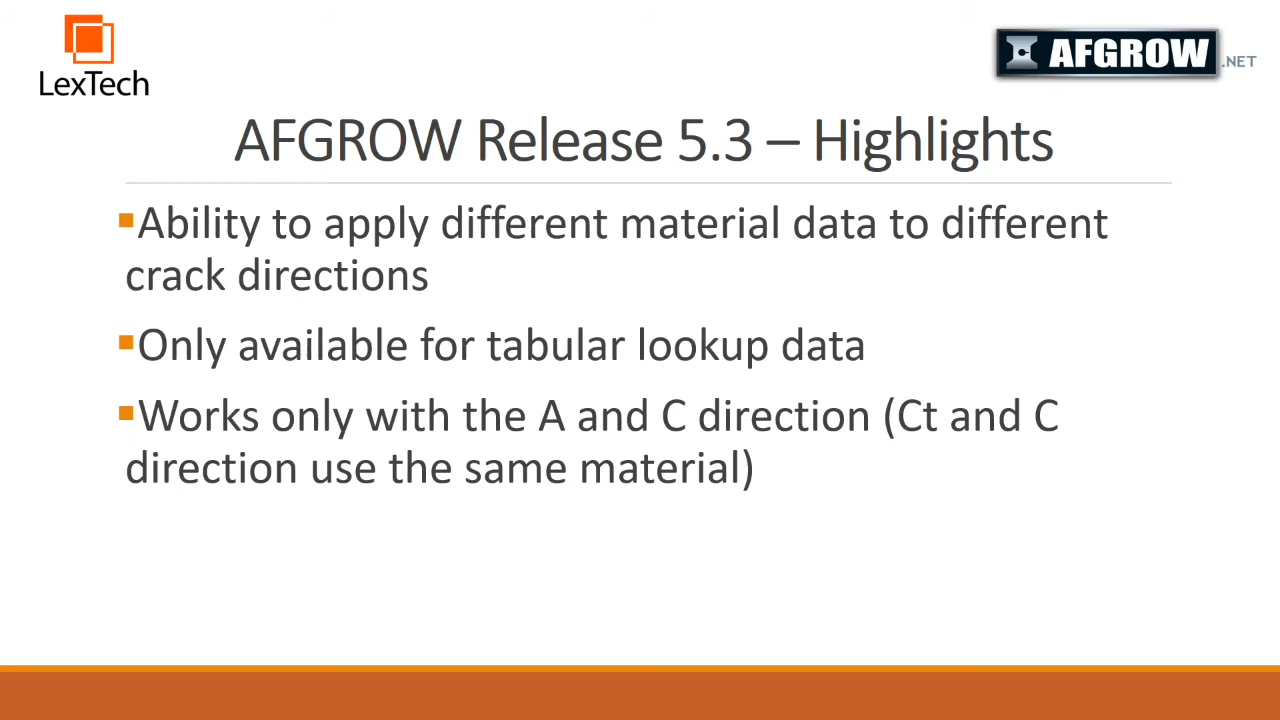 LexTech
AFGROW.NET
AFGROW Release 5.3 – Highlights
▪Ability to apply different material data to different
crack directions
▪Only available for tabular lookup data
▪Works only with the A and C direction (Ct and C
direction use the same material)